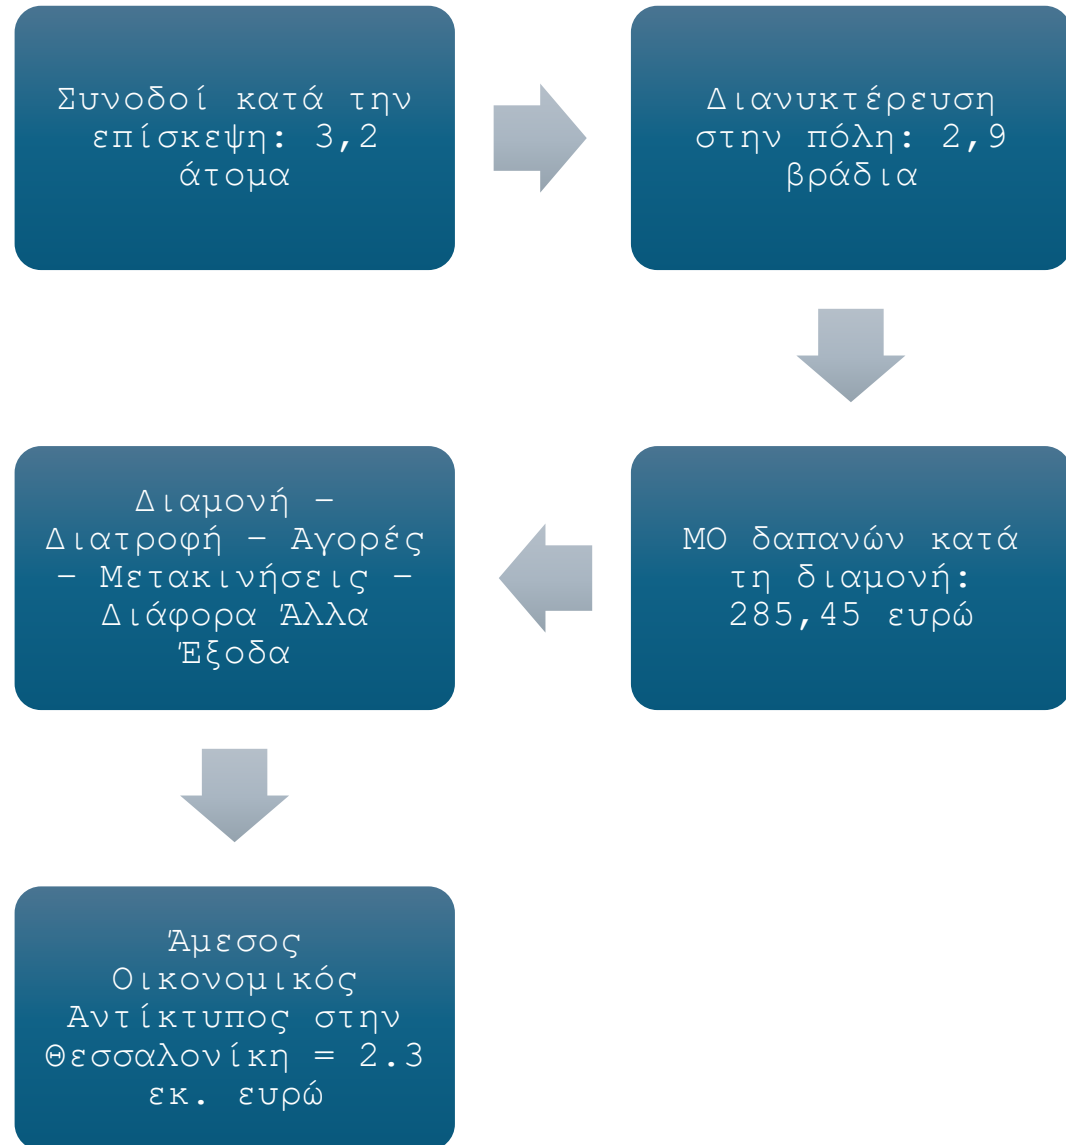 Συνοδοί κατά την
επίσκεψη: 3,2
άτομα
Διανυκτέρευση
στην πόλη: 2,9
βράδια
ΜΟ δαπανών κατά
τη διαμονή:
285,45 ευρώ
Διαμονή –
Διατροφή – Αγορές
– Μετακινήσεις –
Διάφορα Άλλα
Έξοδα
Άμεσος
Οικονομικός
Αντίκτυπος στην
Θεσσαλονίκη = 2.3
εκ. ευρώ